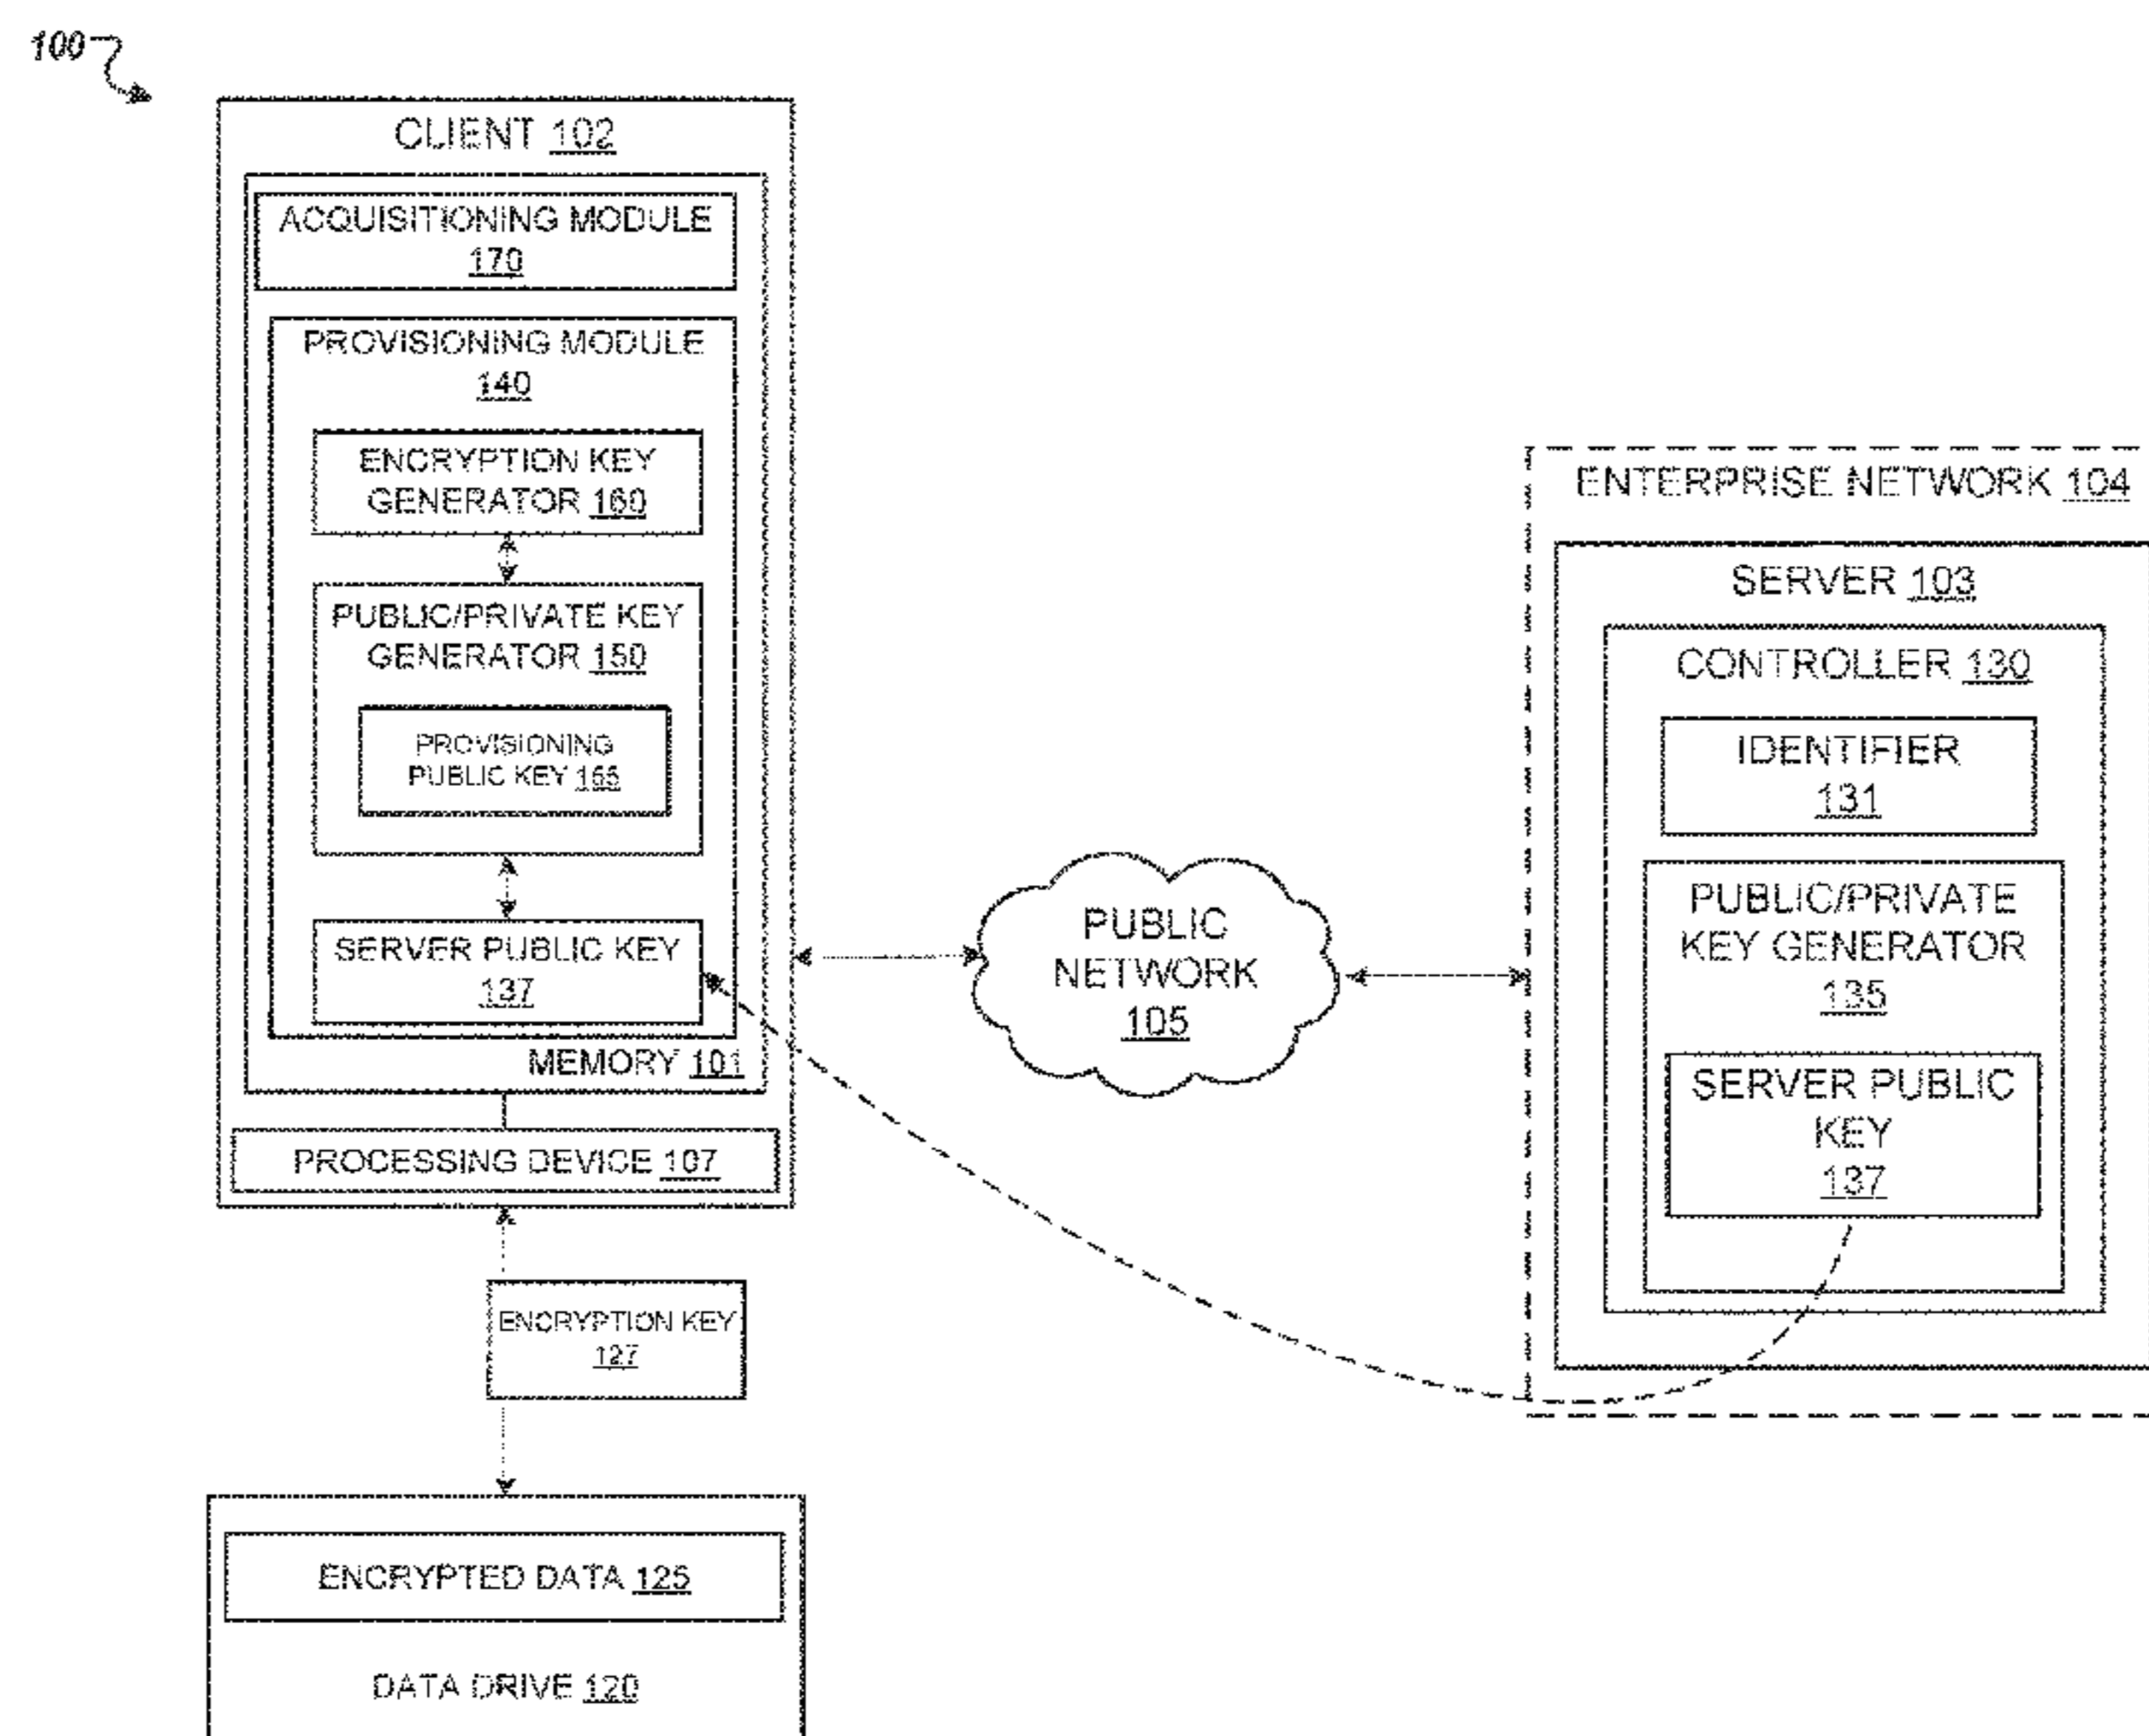 100
CLIENT 102
ACQUISITIONING MODULE
170
PROVISIONING MODULE
140
ENCRYPTION KEY
GENERATOR 160
PUBLIC/PRIVATE KEY
GENERATOR 150
PROVISIONING
PUBLIC KEY 155
SERVER PUBLIC KEY
137
MEMORY 101
PROCESSING DEVICE 107
ENCRYPTION KEY
127
ENCRYPTED DATA 125
DATA DRIVE 120
PUBLIC
NETWORK
105
ENTERPRISE NETWORK 104
SERVER 103
CONTROLLER 130
IDENTIFIER
131
PUBLIC/PRIVATE
KEY GENERATOR
135
SERVER PUBLIC
KEY
137